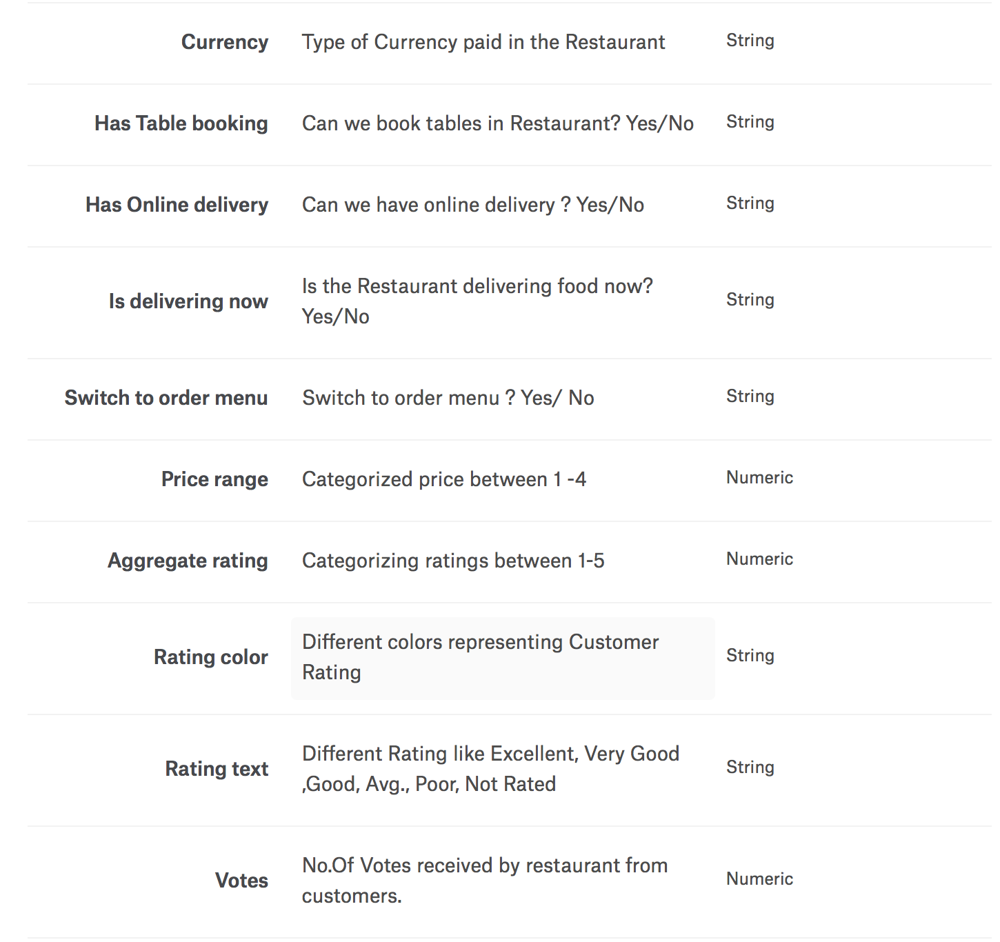 Currency Type of Currency paid in the Restaurant String
Has Table booking Can we book tables in Restaurant? Yes/No String
Has Online delivery Can we have online delivery ? Yes/No String
Is delivering now Is the Restaurant delivering food now? String
Yes/No
Switch to order menu Switch to order menu ? Yes/ No String
Price range Categorized price between 1 -4 Numeric
Aggregate rating Categorizing ratings between 1-5 Numeric
Rating color Different colors representing Customer String
Rating
Rating text Different Rating like Excellent, Very Good String
,Good, Avg., Poor, Not Rated
Votes No.Of Votes received by restaurant from Numeric
customers.